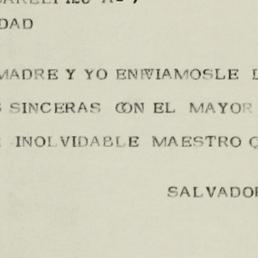 DAD
MADRE Y YO ENVIAMOSLE
SINCERAS CON EL MAYOR
INOLVIDABLE MAESTRO
SALVADOR